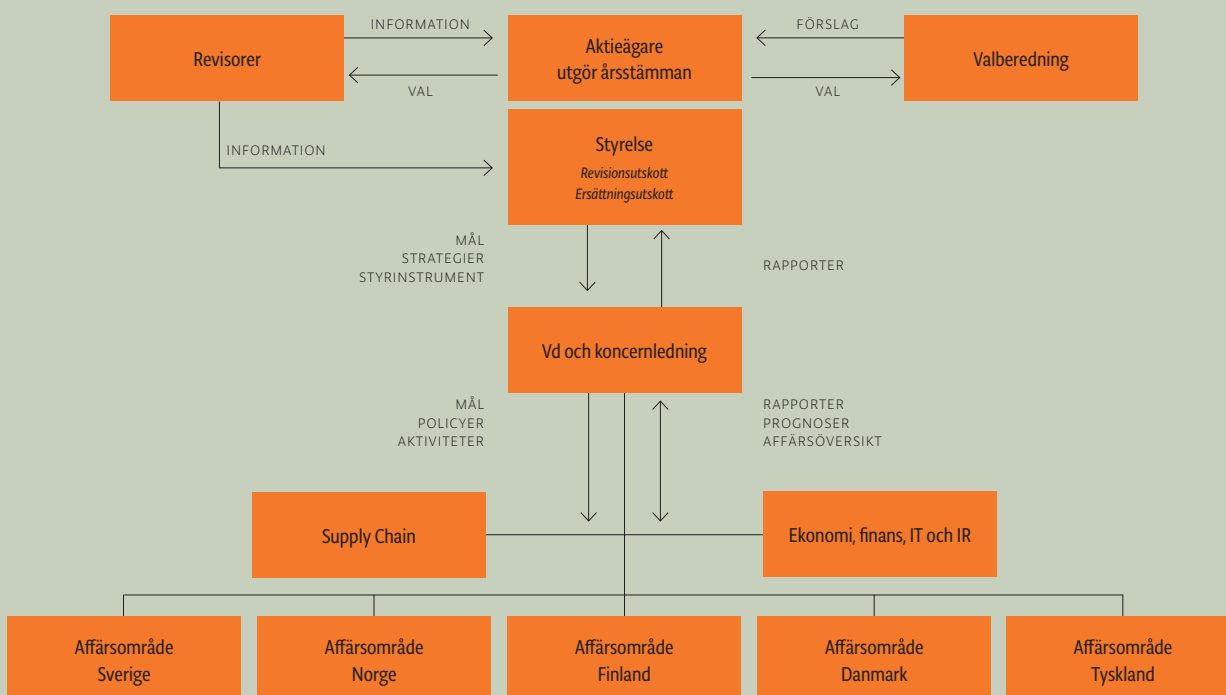 INFORMATION
FÖRSLAG
Revisorer
Aktieägare
utgör årsstämman
Valberedning
VAL
VAL
INFORMATION
Styrelse
Revisionsutskott
Ersättningsutskott
MÅL
STRATEGIER
STYRINSTRUMENT
RAPPORTER
Vd och koncernledning
MÅL
POLICYER
AKTIVITETER
RAPPORTER
PROGNOSER
AFFÄRSÖVERSIKT
Supply Chain
Ekonomi, finans, IT och IR
Affärsområde
Sverige
Affärsområde
Norge
Affärsområde
Finland
Affärsområde
Danmark
Affärsområde
Tyskland